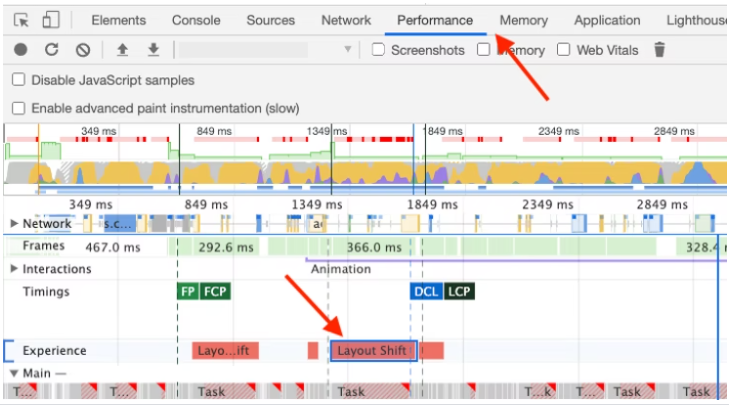 Elements Console Sources Network Performance Memory Application Lighthous
Screenshots Memory Web Vitals
Disable JavaScript samples
Enable advanced paint instrumentation (slow)
349 ms 849 ms 1349 ms 1849 ms 2349 ms 2849 ms
349 ms 849 ms 1349 ms 1849 ms 2349 ms 2849 ms
Network s.c... a
Frames 467.0 ms 292.6 ms 366.0 ms 328.4
Interactions Animation
Timings FP FCP DCL LCP
Experience Layo...ift Layout Shift
Main —
T... T... Task Task T...k T... Task Task